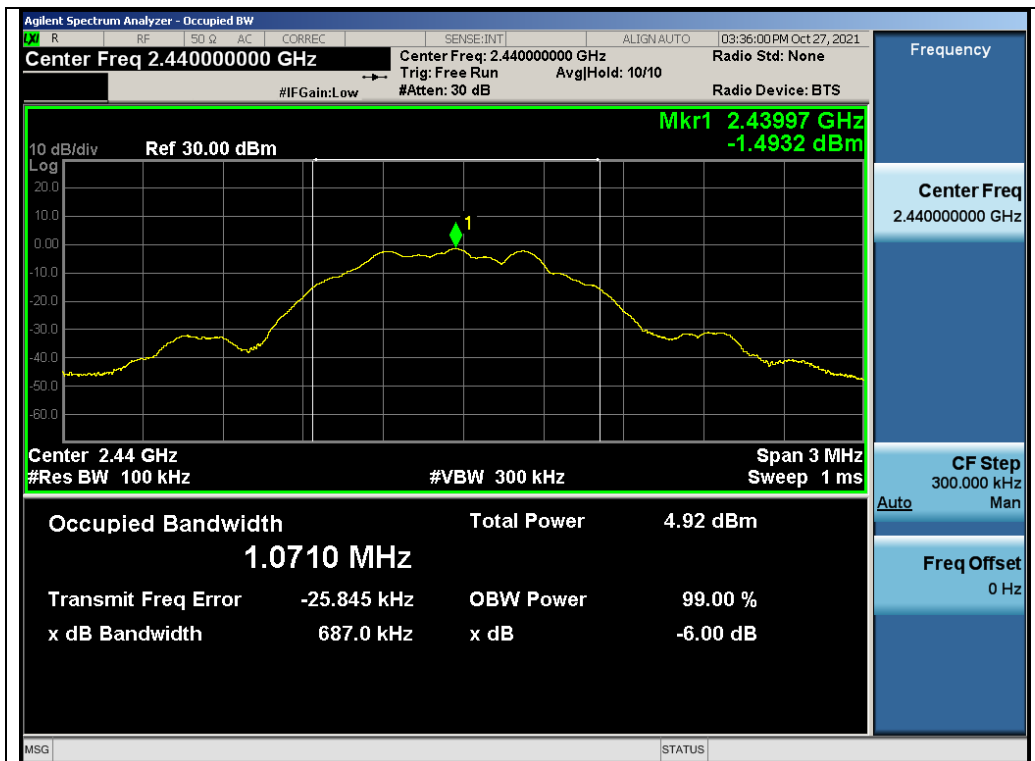 Agilent Spectrum Analyzer - Occupied BW
LXI R RF 50 Ω AC CORREC SENSE:INT ALIGN AUTO 03:36:00 PM Oct 27, 2021
Center Freq 2.440000000 GHz
#IFGain:Low
Center Freq: 2.440000000 GHz
Trig: Free Run Avg|Hold: 10/10
#Atten: 30 dB
Radio Std: None
Radio Device: BTS
Mkr1 2.43997 GHz
-1.4932 dBm
10 dB/div Ref 30.00 dBm
Log
20.0
10.0
0.00
-10.0
-20.0
-30.0
-40.0
-50.0
-60.0
1
Center 2.44 GHz Span 3 MHz
#Res BW 100 kHz #VBW 300 kHz Sweep 1 ms
Occupied Bandwidth Total Power 4.92 dBm
1.0710 MHz
Transmit Freq Error -25.845 kHz OBW Power 99.00 %
x dB Bandwidth 687.0 kHz x dB -6.00 dB
MSG STATUS
Frequency
Center Freq
2.440000000 GHz
CF Step
300.000 kHz
Auto Man
Freq Offset
0 Hz